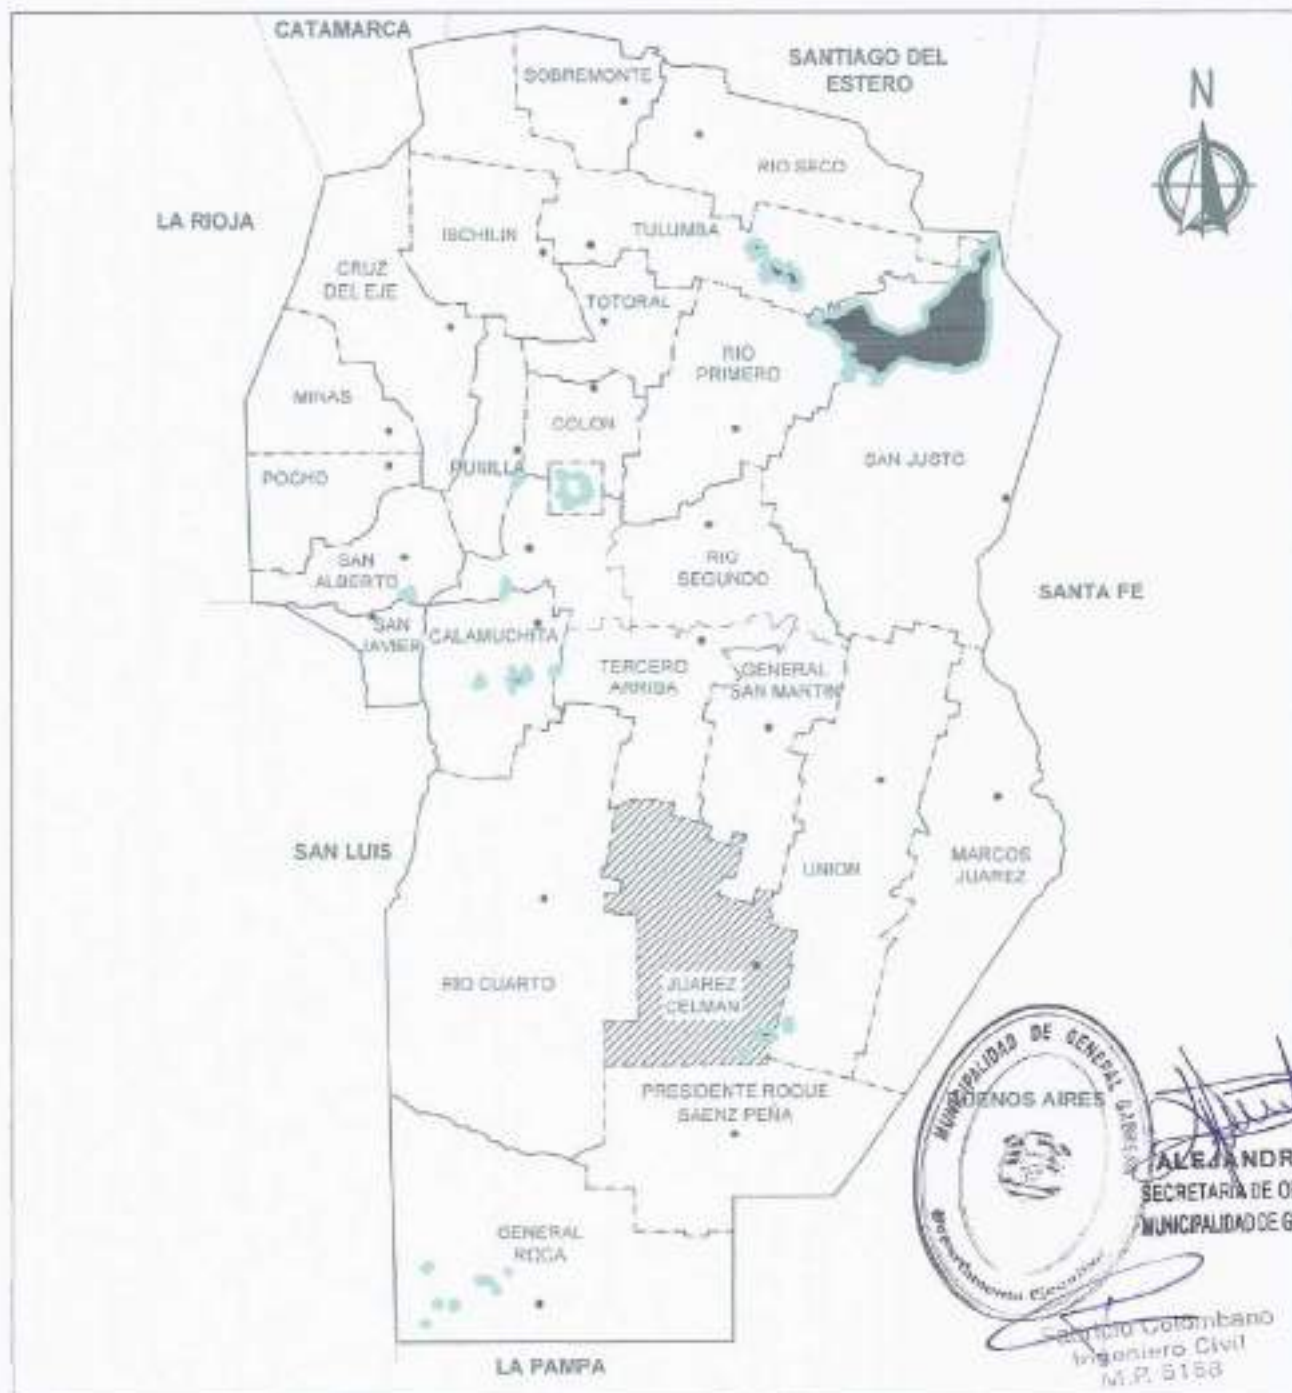 CATAMARCA
SANTIAGO DEL
ESTERO
N
SOBREMONTE
RIO SECO
LA RIOJA
ISCHILIN
TULUMBA
CRUZ
DEL EJE
TOTORAL
RIO
PRIMERO
MINAS
COLON
SAN JUSTO
POCHO
PUNILLA
SAN
ALBERTO
RIO
SEGUNDO
SANTA FE
SAN
JAVIER
CALAMUCHITA
TERCERO
ARRIBA
GENERAL
SAN MARTIN
SAN LUIS
UNION
MARCOS
JUAREZ
RIO CUARTO
JUAREZ
CELMAN
PRESIDENTE ROQUE
SAENZ PEÑA
MUNICIPALIDAD DE GENERAL
BUENOS AIRES
SECRETARIA DE
MUNICIPALIDAD DE G
GENERAL
ROCA
Colombano
Ingeniero Civil
M.P. 5158
LA PAMPA